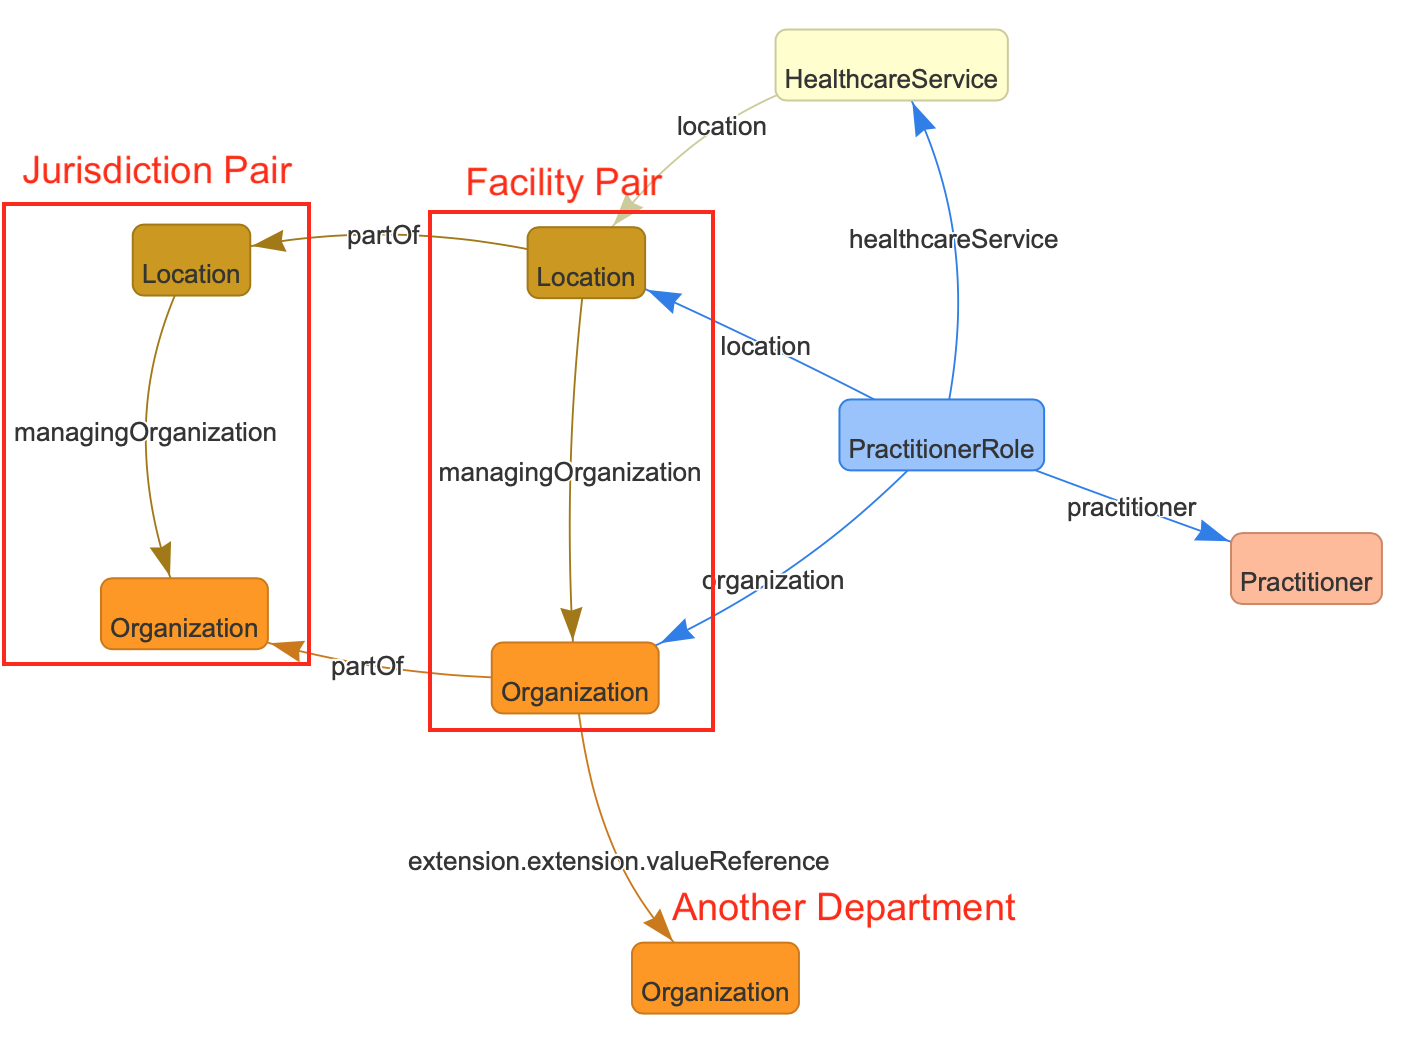 HealthcareService
location
Jurisdiction Pair
Facility Pair
partOf
healthcareService
Location
Location
location
managingOrganization
PractitionerRole
managingOrganization
practitioner
organization
Practitioner
Organization
partOf
Organization
extension.extension.valueReference
Another Department
Organization